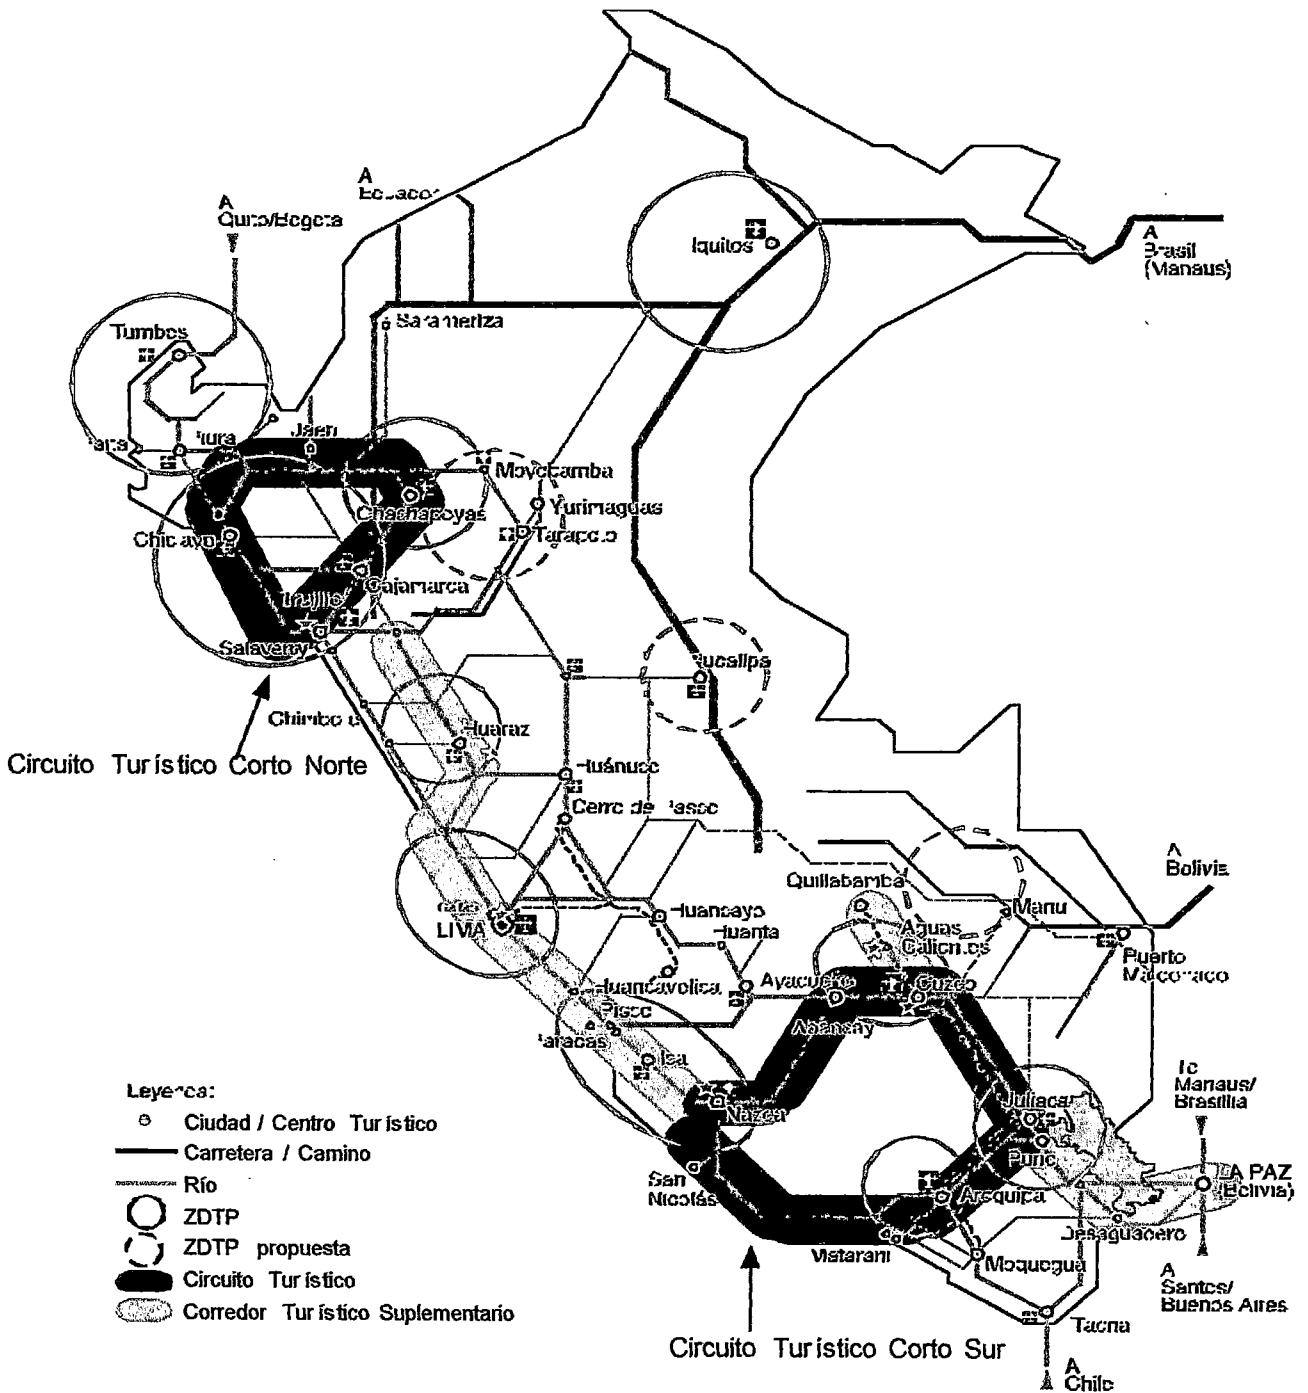 A
Quito/Bogota
A
Ecuador
Iquitos
A
Brasil
(Manaus)
Tumbes
Sarameriza
Jaen
Moyobamba
Chachapoyas
Yurimaguas
Tarapoto
Chiclayo
Cajamarca
Trujillo
Salaverry
Chimbote
Huaraz
Circuito Turístico Corto Norte
Huánuco
Cerro de Pasco
LIMA
Huancayo
Huanta
Huancavelica
Pisco
Ica
Ayacucho
Abancay
Quillabamba
Aguas
Calientes
Cuzco
Manu
Puerto
Maldonado
A
Bolivia
Nazca
San
Nicolás
Juliaca
Puno
Arequipa
Matarani
Moquegua
Tacna
Desaguadero
To
Manaus/
Brasilia
LA PAZ
(Bolivia)
A
Santos/
Buenos Aires
A
Chile
Circuito Turístico Corto Sur
Leyenda:
Ciudad / Centro Turístico
Carretera / Camino
Río
ZDTP
ZDTP propuesta
Circuito Turístico
Corredor Turístico Suplementario